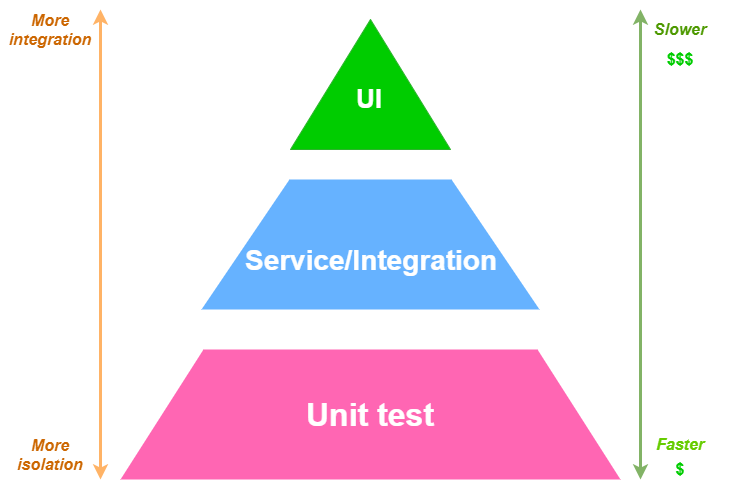 More
integration
Slower
$$$
UI
Service/Integration
Unit test
More
isolation
Faster
$